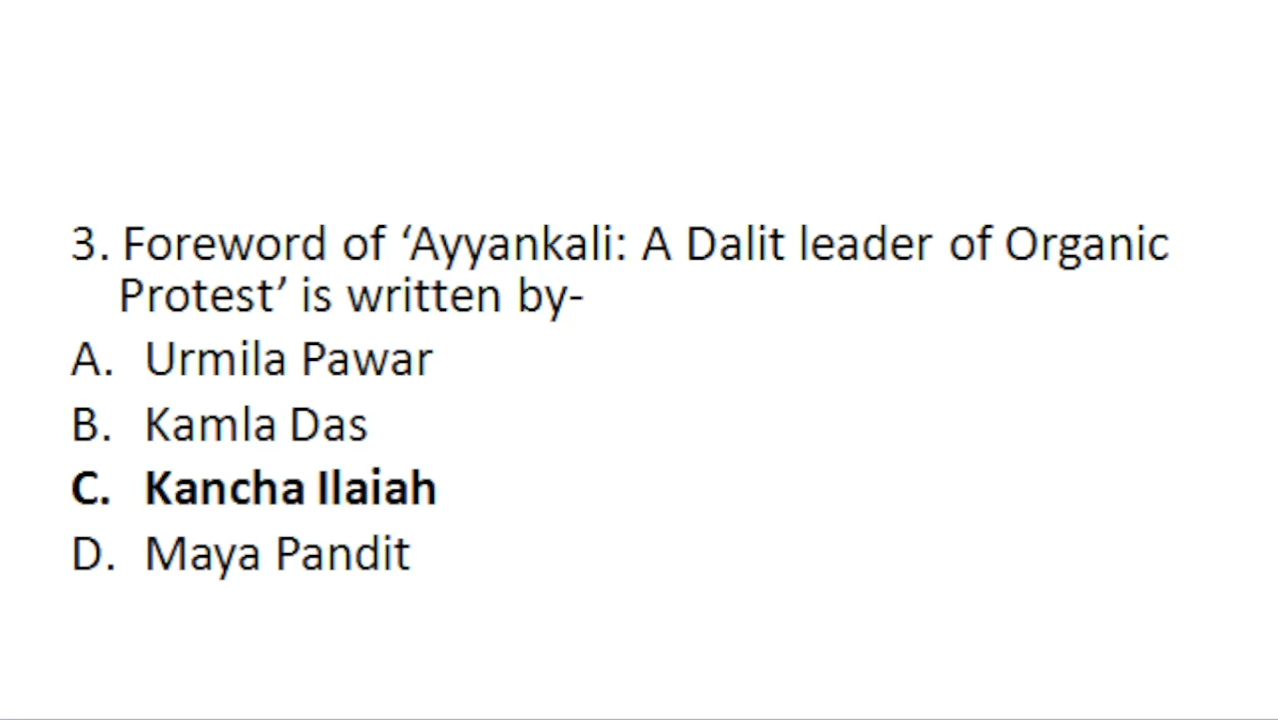 3. Foreword of ‘Ayyankali: A Dalit leader of Organic
Protest’ is written by-
A. Urmila Pawar
B. Kamla Das
C. Kancha Ilaiah
D. Maya Pandit